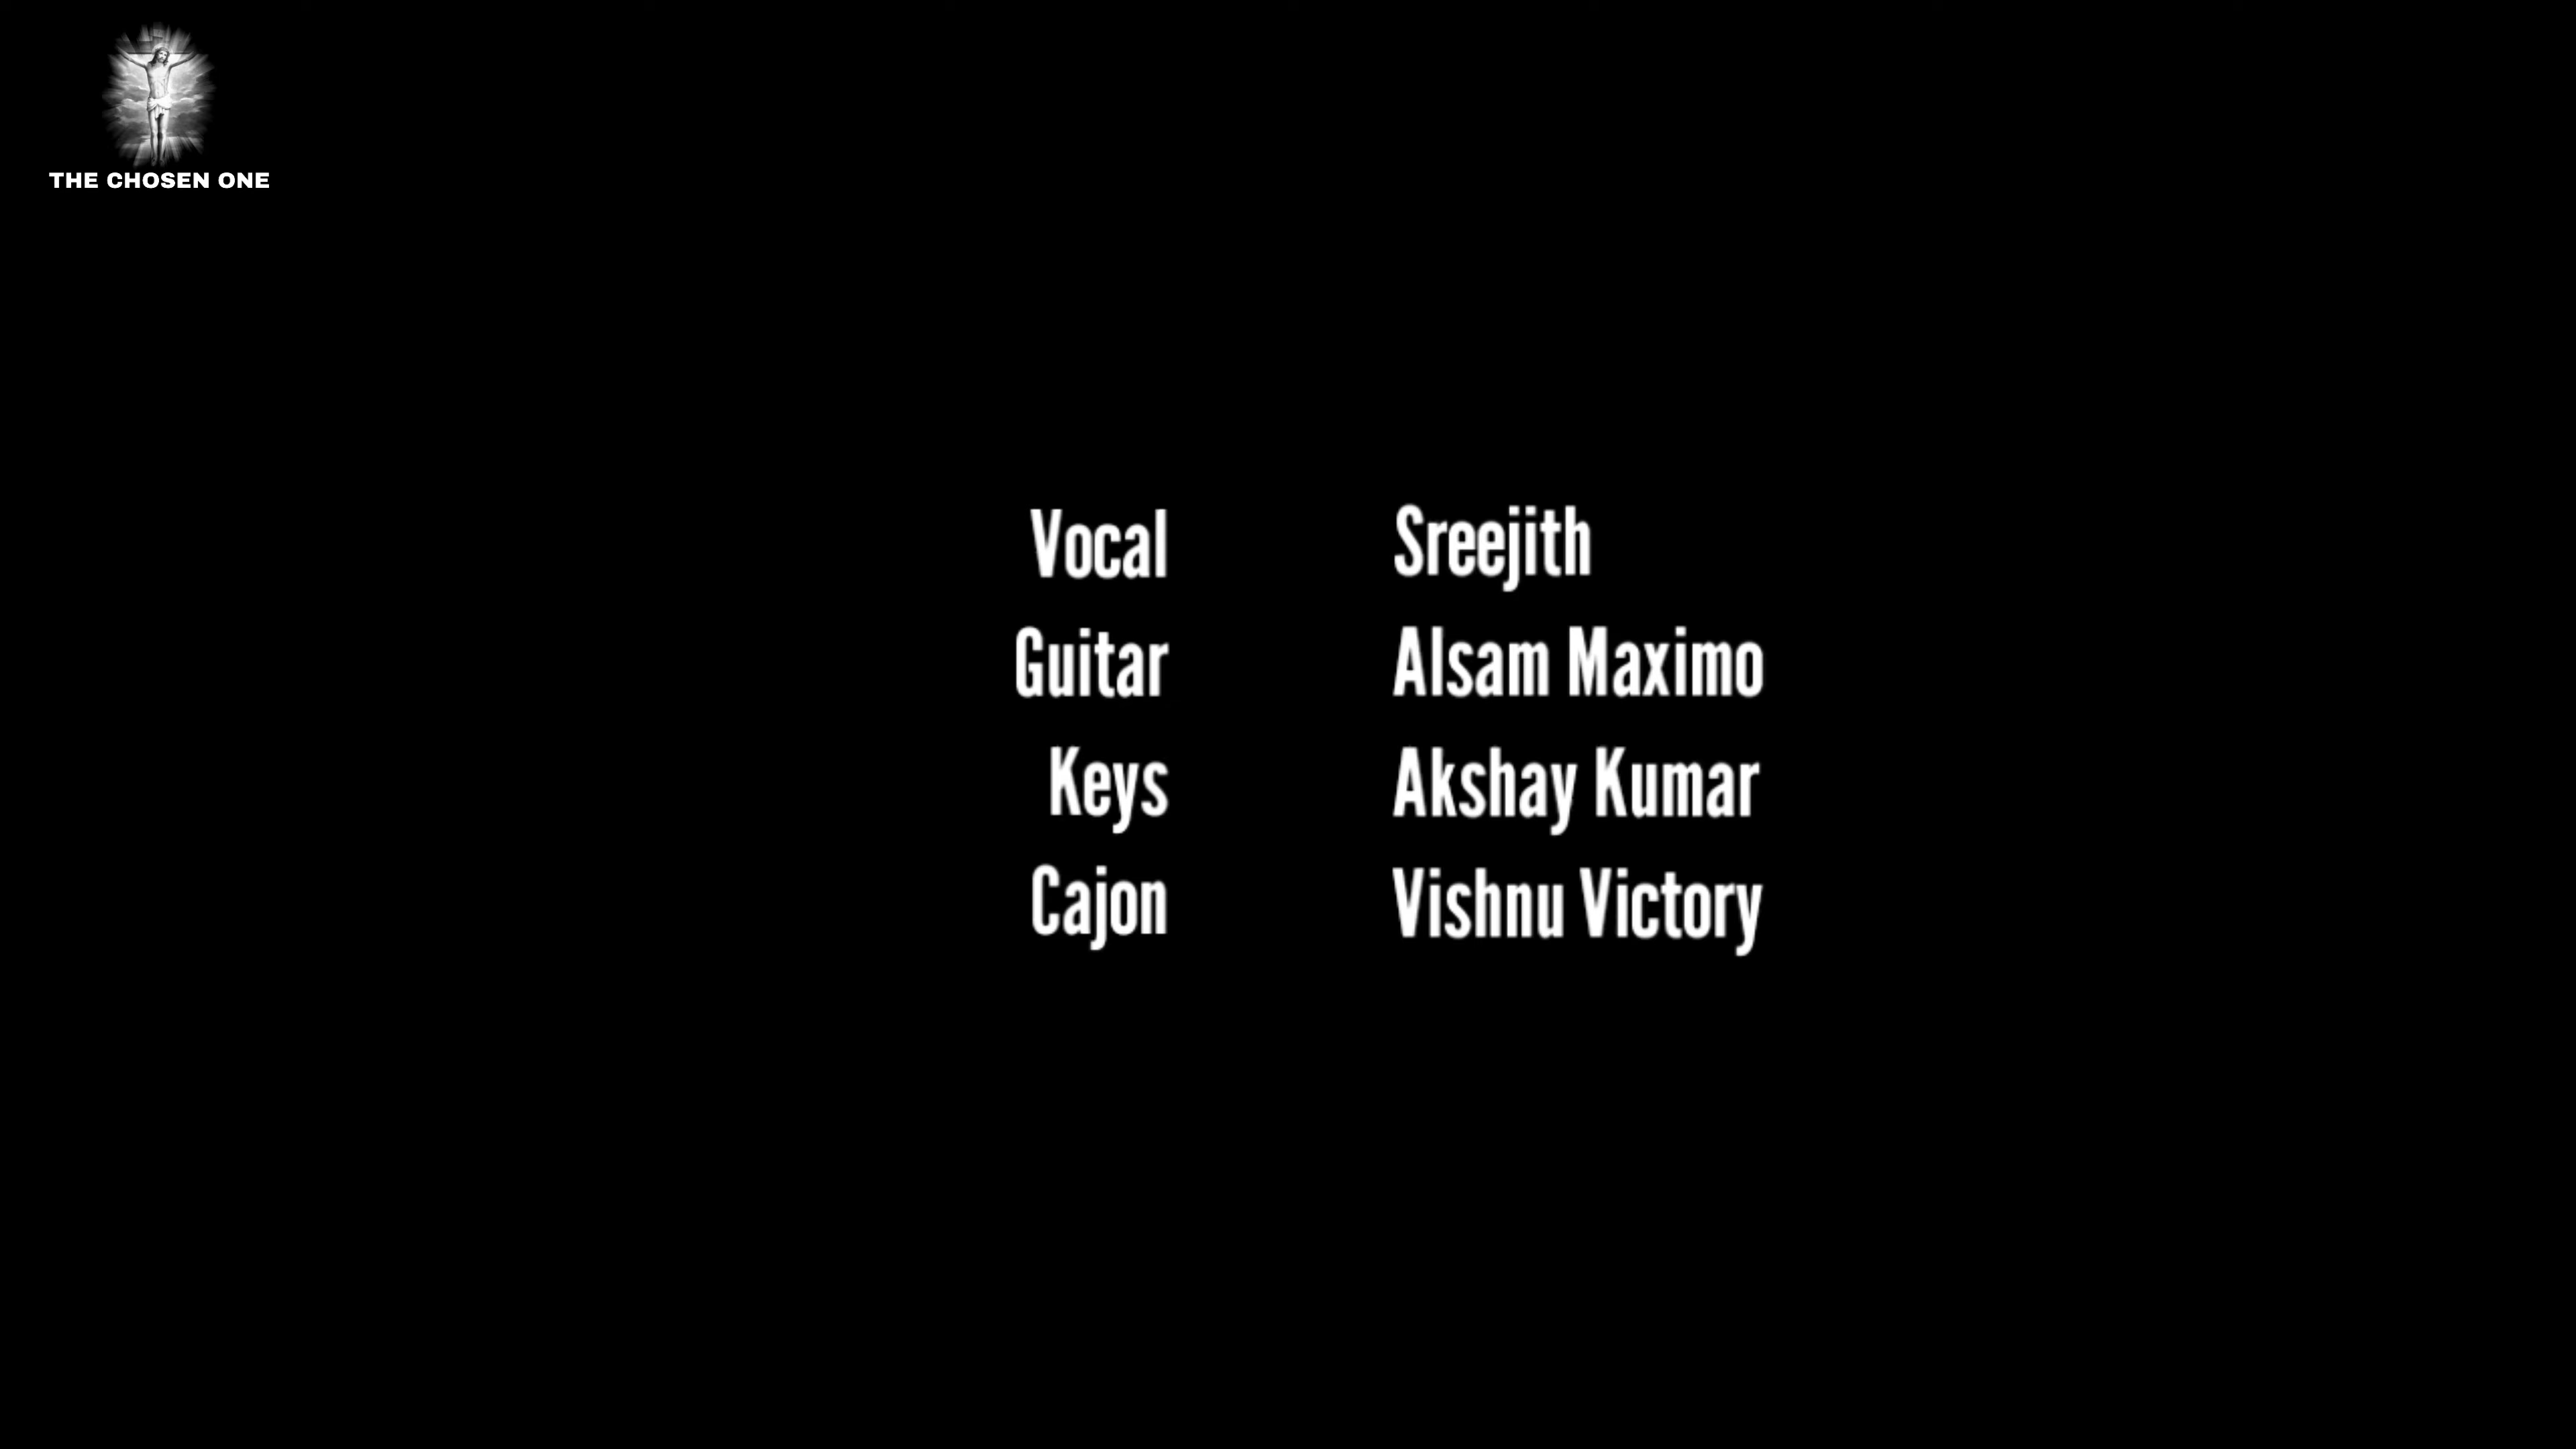 THE CHOSEN ONE
Vocal Sreejith
Guitar Alsam Maximo
Keys Akshay Kumar
Cajon Vishnu Victory